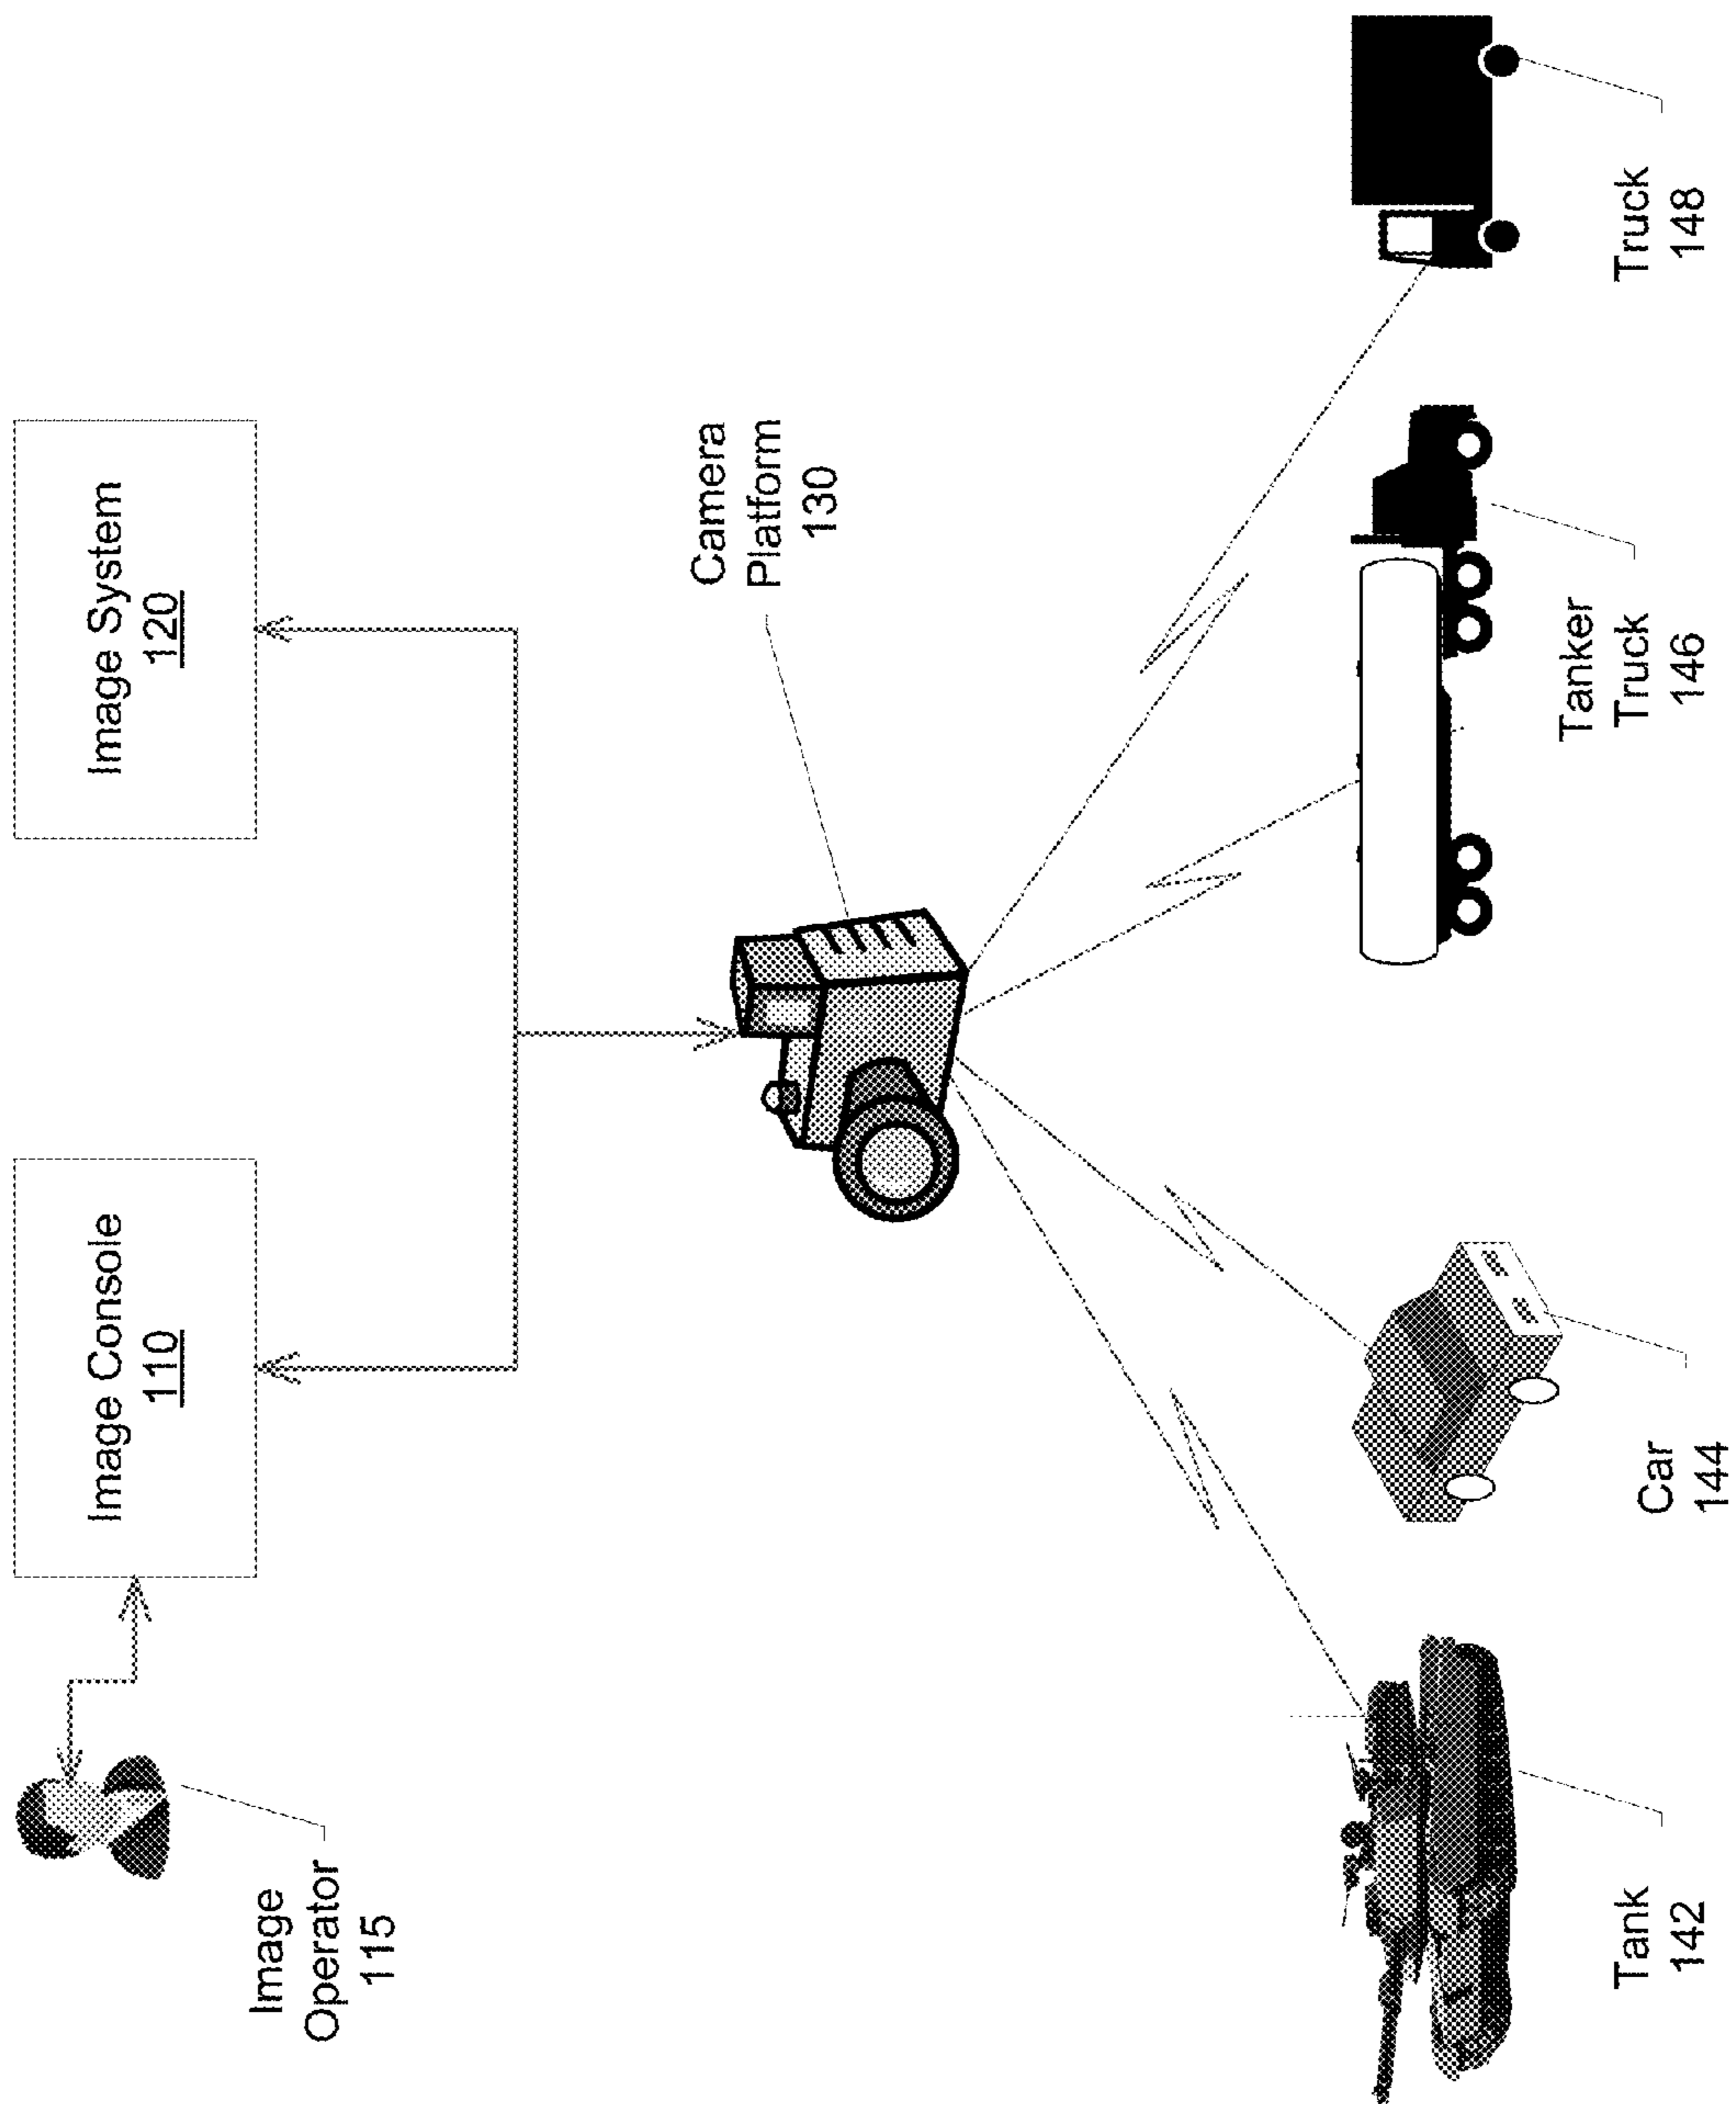 Image
Operator
115
Image Console
110
Image System
120
Camera
Platform
130
Tank
142
Car
144
Tanker
Truck
146
Truck
148